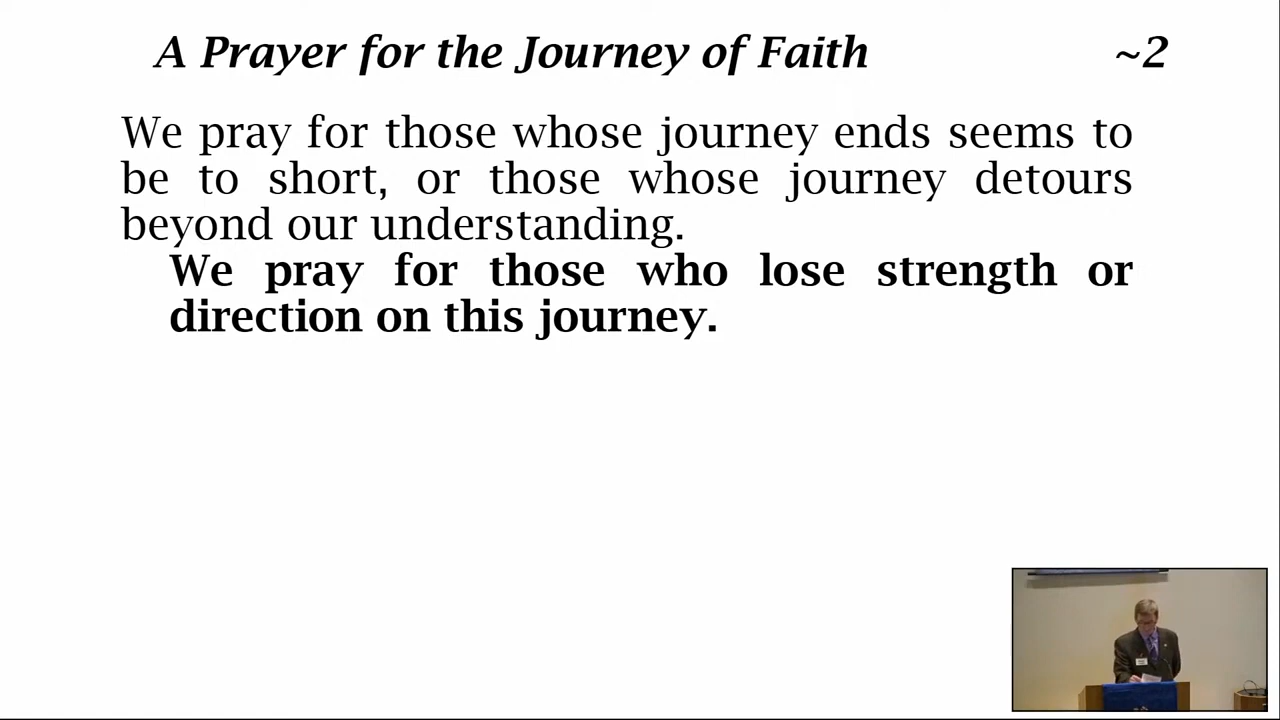 A Prayer for the Journey of Faith ~2
We pray for those whose journey ends seems to
be to short, or those whose journey detours
beyond our understanding.
We pray for those who lose strength or
direction on this journey.